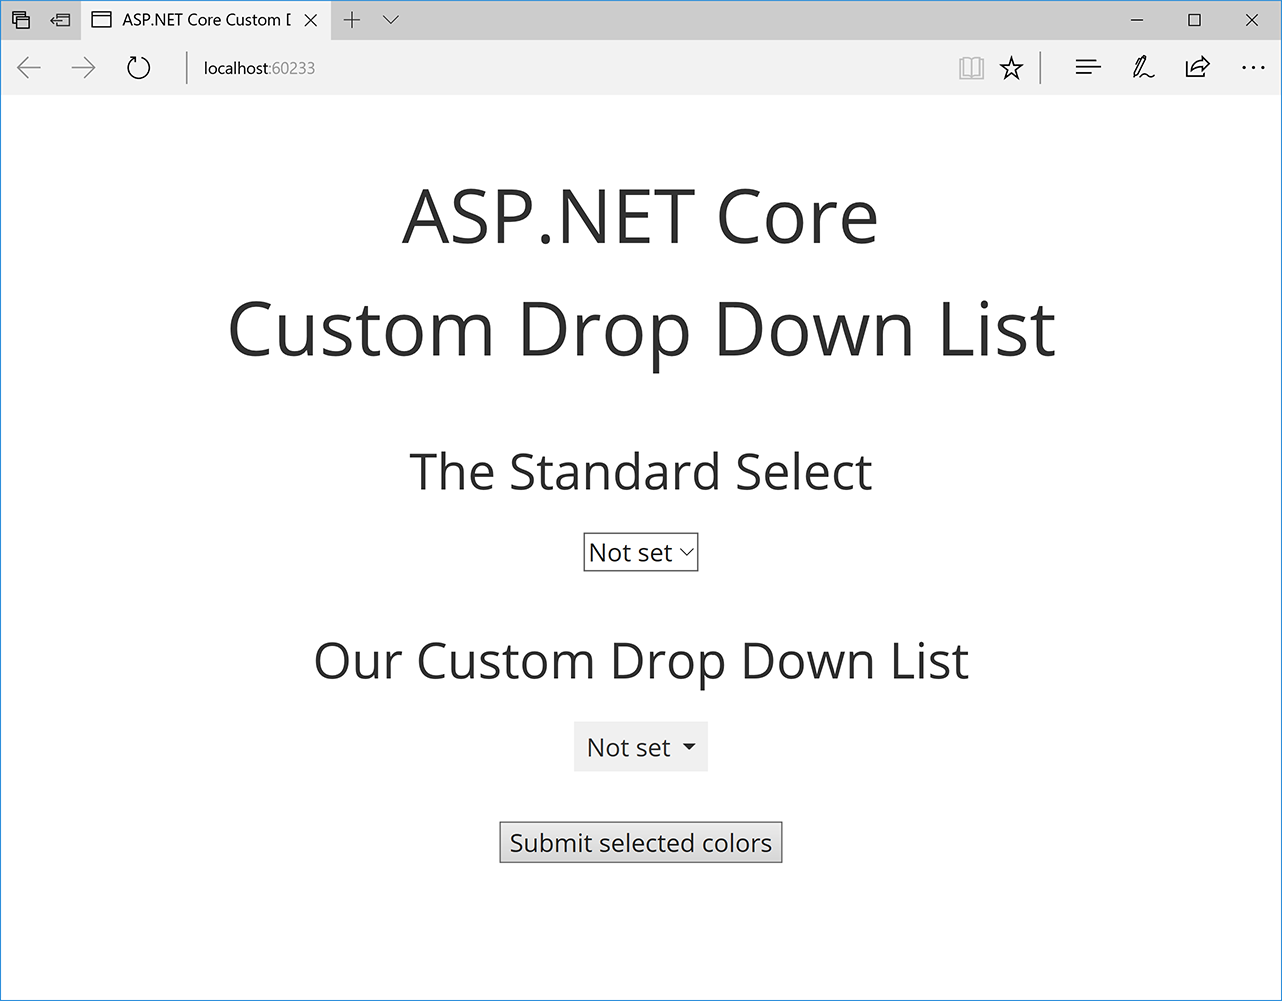 ASP.NET Core Custom D
localhost:60233
ASP.NET Core
Custom Drop Down List
The Standard Select
Not set
Our Custom Drop Down List
Not set
Submit selected colors